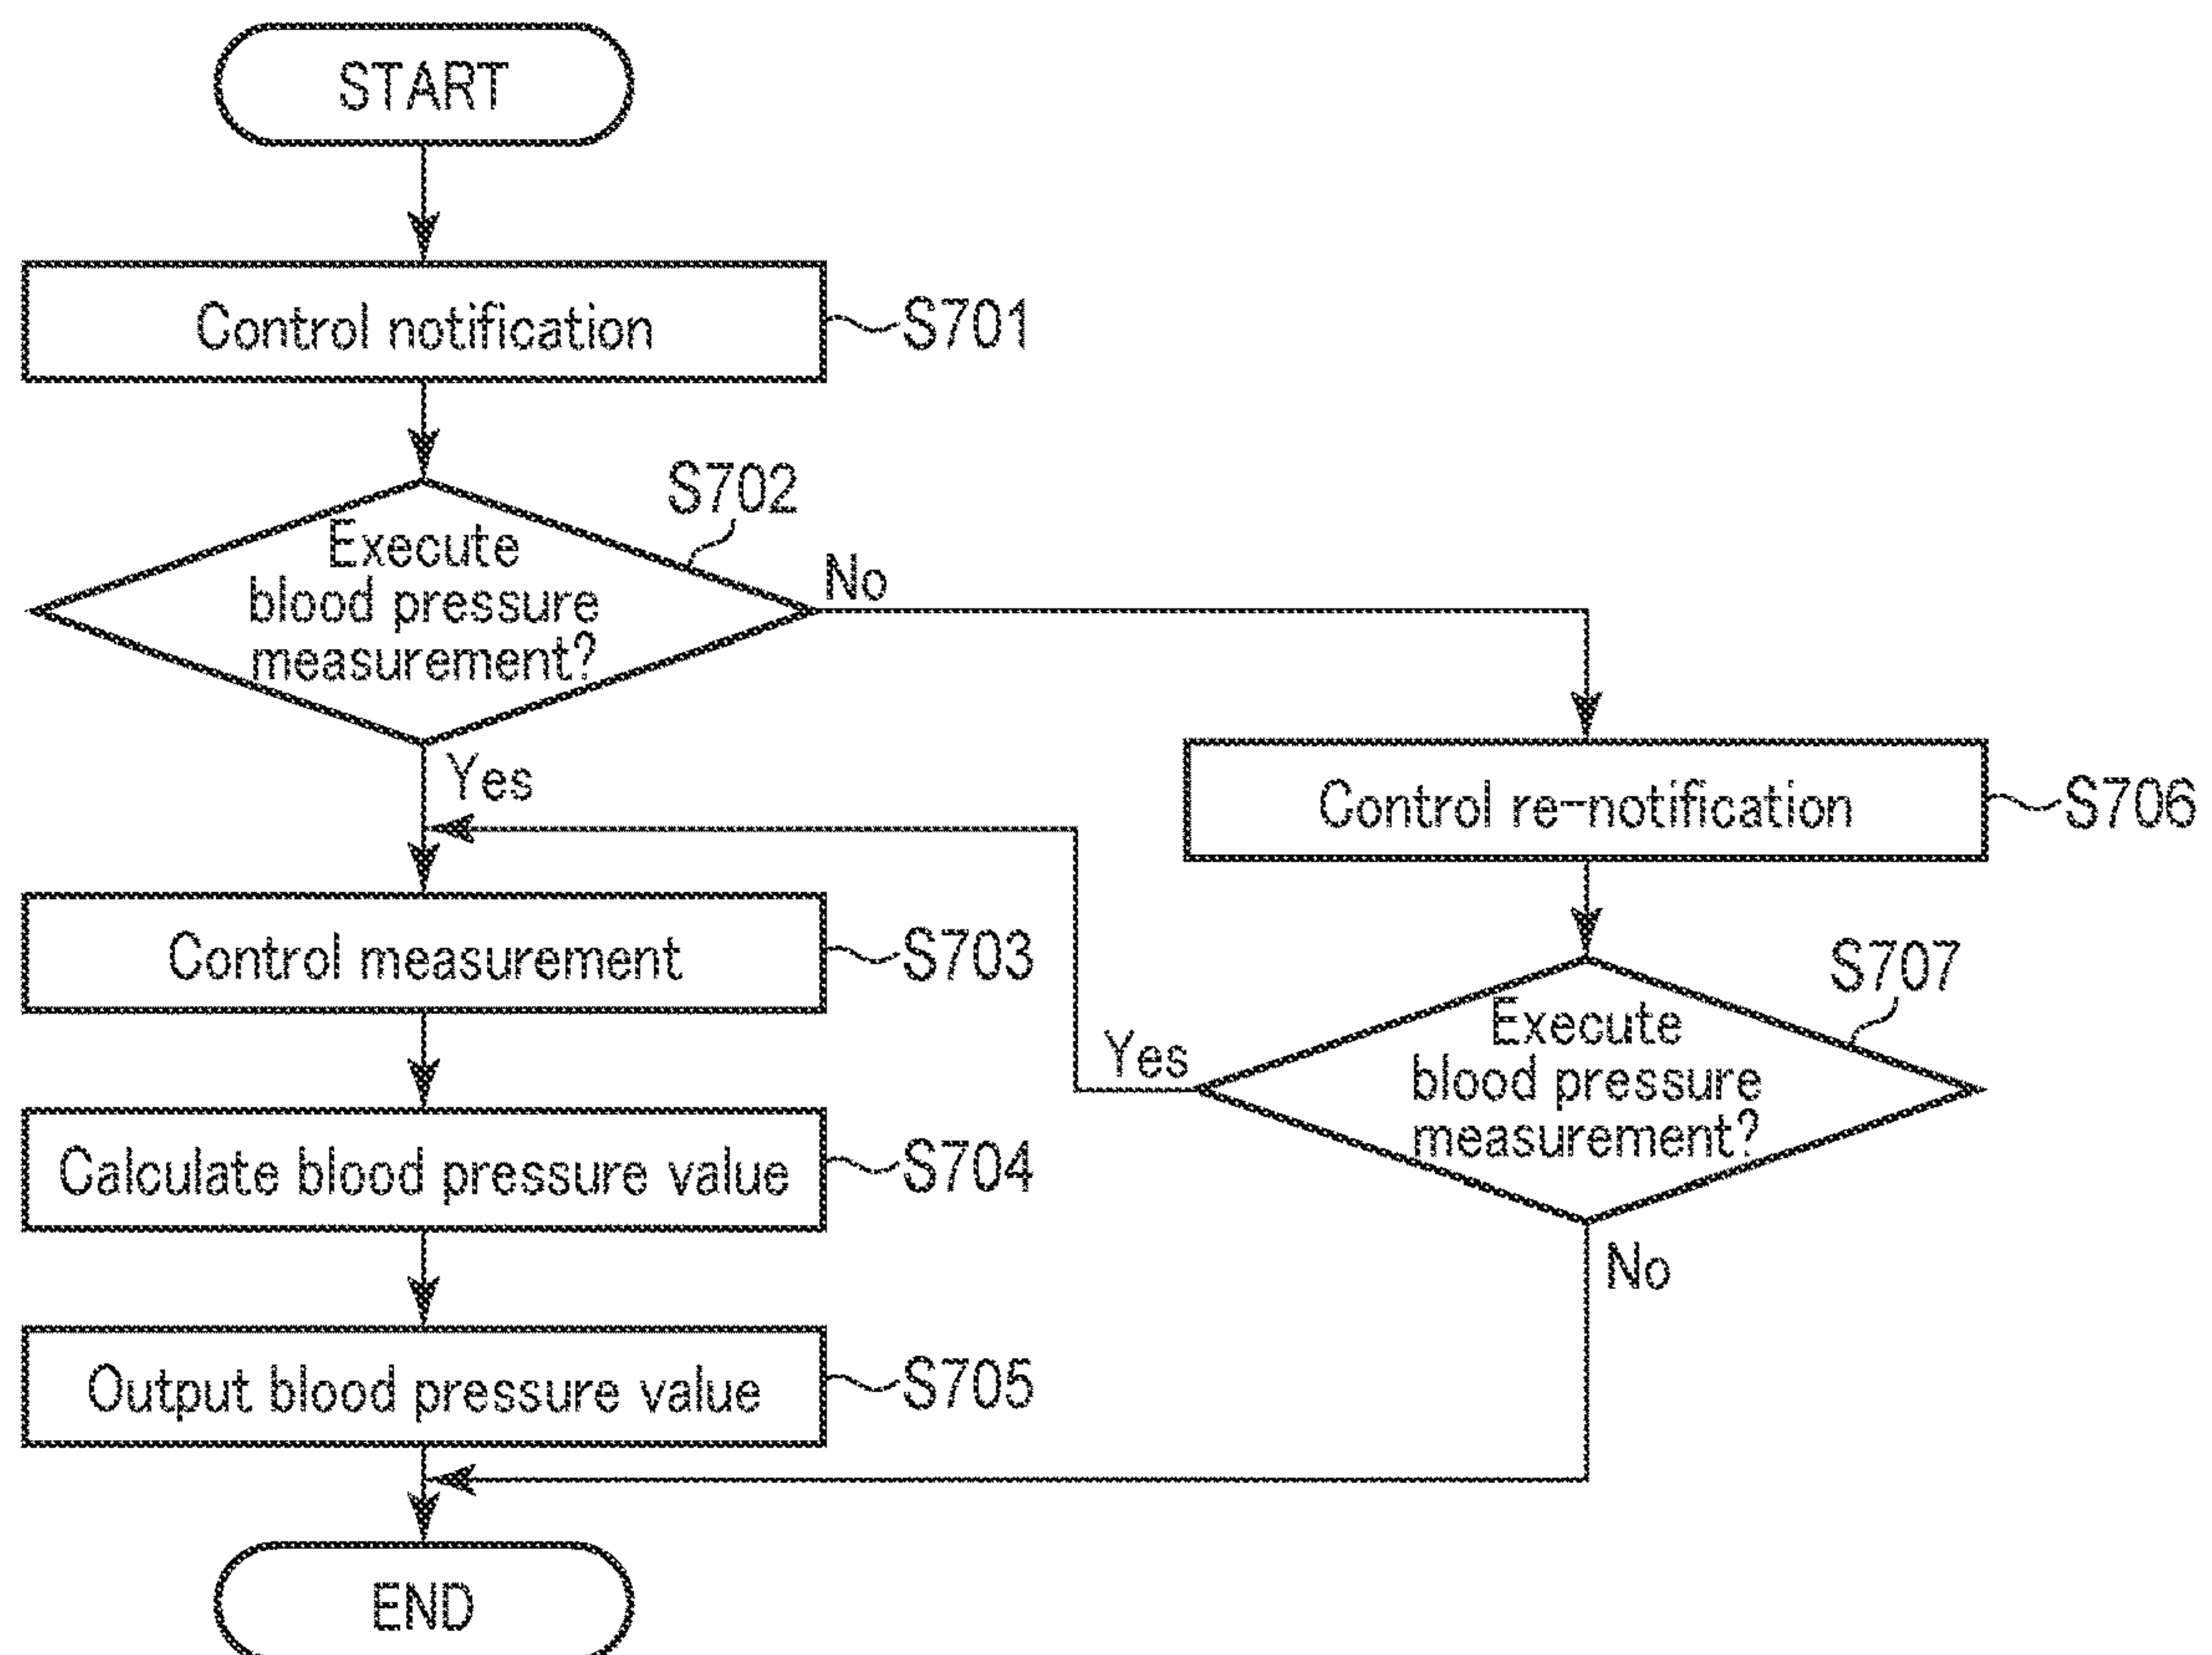 START
Control notification
S701
S702
Execute
blood pressure
measurement?
No
Yes
Control re-notification
S706
Control measurement
S703
S707
Execute
blood pressure
measurement?
Yes
No
Calculate blood pressure value
S704
Output blood pressure value
S705
END